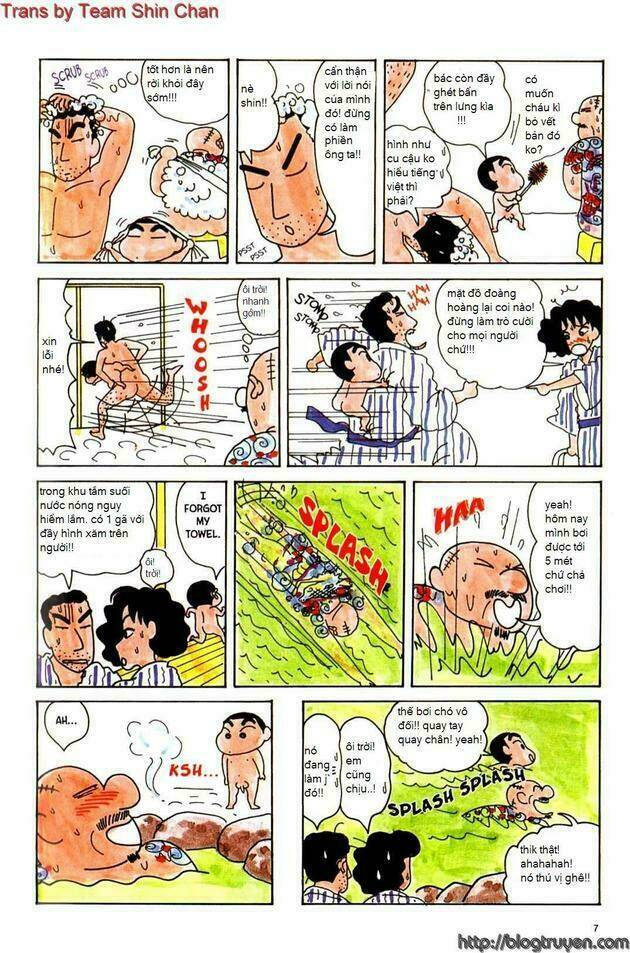 Trans by Team Shin Chan
SCRUB
SCRUB
tốt hơn là nên
rời khỏi đây
sớm!!!
nè
shin!!
cẩn thận
với lời nói
của mình
đó! đừng
có làm
phiền
ông ta!!
PSST
PSST
bác còn đầy
ghét bẩn
trên lưng kìa
!!!
có
muốn
cháu kì
bỏ vết
bản đó
ko?
hình như
cu cậu ko
hiểu tiếng
việt thì
phải?
xin
lỗi
nhé!
WHOOSH
ôi trời!
nhanh
gớm!!
STOMP
STOMP
HAH
HAH
mặt đồ đoàng
hoàng lại coi nào!
đừng làm trò cười
cho mọi người
chứ!!!
trong khu tắm suối
nước nóng nguy
hiểm lắm. có 1 gã với
đầy hình xăm trên
người!!
ôi!
trời!
I
FORGOT
MY
TOWEL.
SPLASH
HAA
yeah!
hôm nay
mình bơi
được tới
5 mét
chứ chả
chơi!!
AH...
KSH...
nó
đang
làm j`
đó!!
ôi trời!
em
cũng
chịu..!
thế bơi chó vô
đối!! quay tay
quay chân! yeah!
SPLASH SPLASH
thik thật!
ahahahah!
nó thú vị ghê!!
7
http://blogtruyen.com